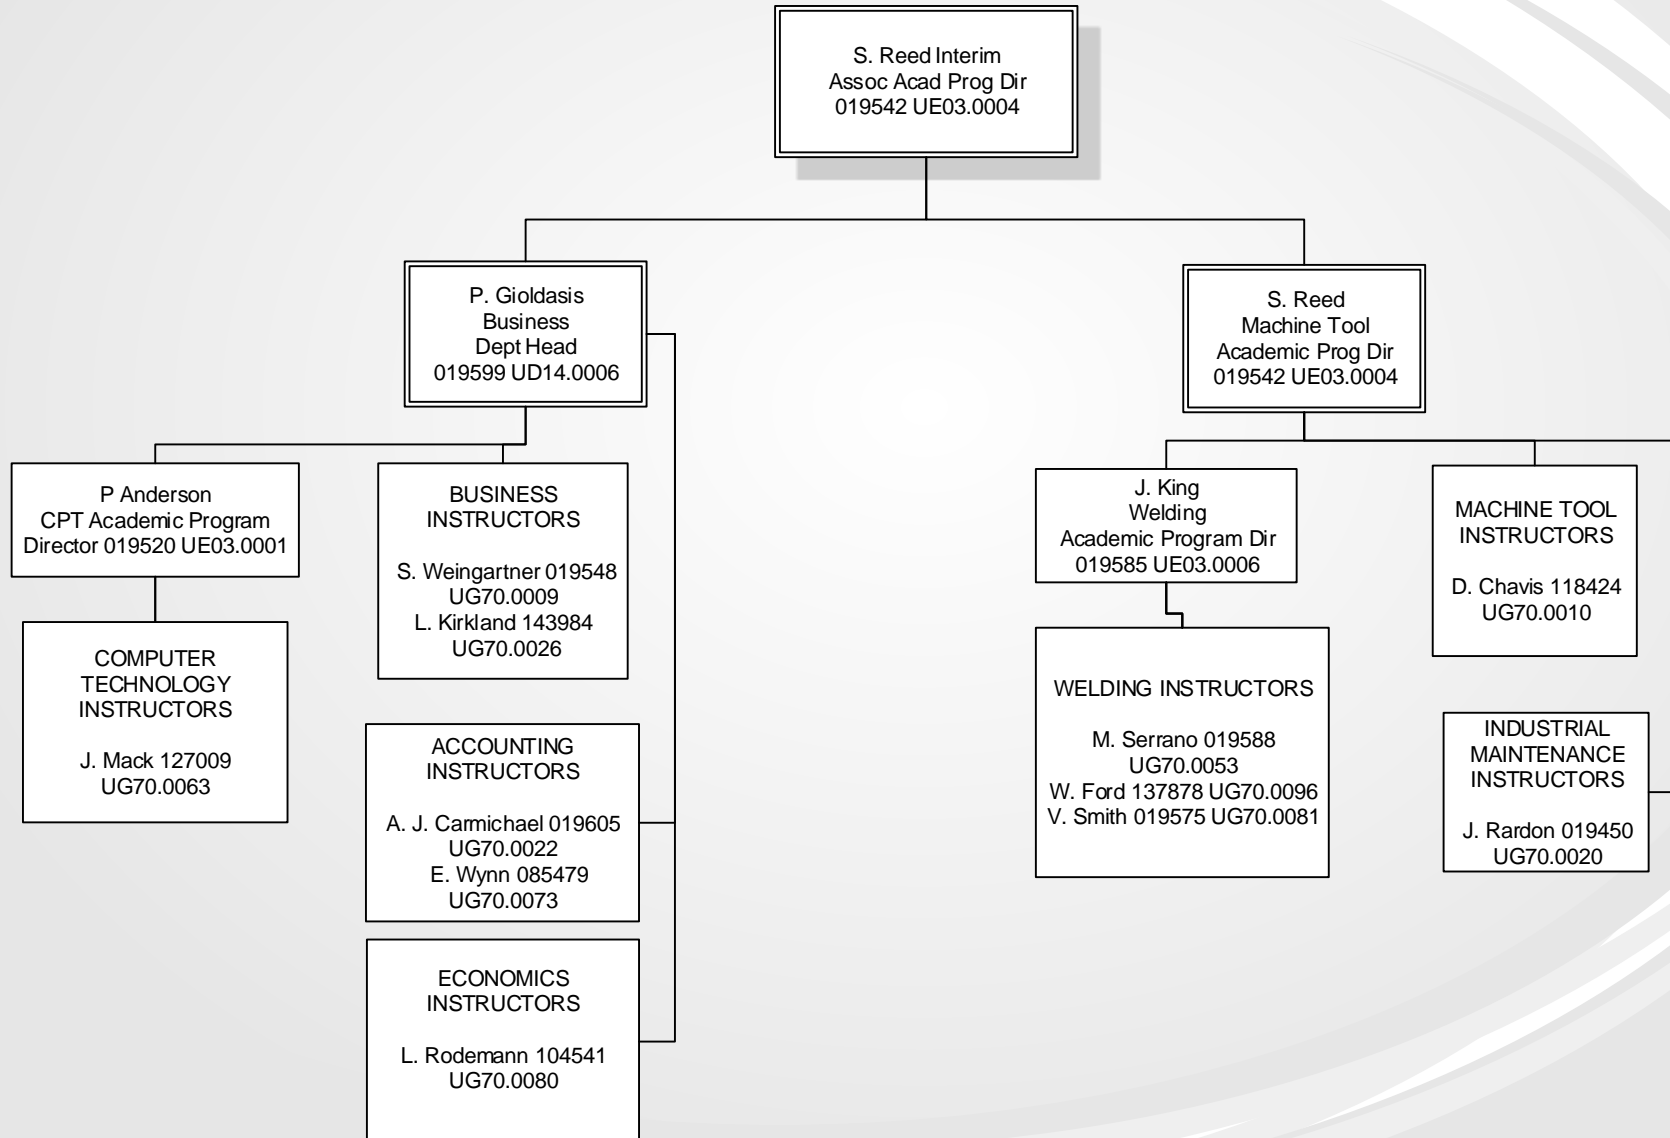 S. Reed Interim
Assoc Acad Prog Dir
019542 UE03.0004
P. Gioldasis
Business
Dept Head
019599 UD14.0006
S. Reed
Machine Tool
Academic Prog Dir
019542 UE03.0004
P Anderson
CPT Academic Program
Director 019520 UE03.0001
BUSINESS
INSTRUCTORS
S. Weingartner 019548
UG70.0009
L. Kirkland 143984
UG70.0026
J. King
Welding
Academic Program Dir
019585 UE03.0006
MACHINE TOOL
INSTRUCTORS
D. Chavis 118424
UG70.0010
COMPUTER
TECHNOLOGY
INSTRUCTORS
J. Mack 127009
UG70.0063
ACCOUNTING
INSTRUCTORS
A. J. Carmichael 019605
UG70.0022
E. Wynn 085479
UG70.0073
WELDING INSTRUCTORS
M. Serrano 019588
UG70.0053
W. Ford 137878 UG70.0096
V. Smith 019575 UG70.0081
INDUSTRIAL
MAINTENANCE
INSTRUCTORS
J. Rardon 019450
UG70.0020
ECONOMICS
INSTRUCTORS
L. Rodemann 104541
UG70.0080